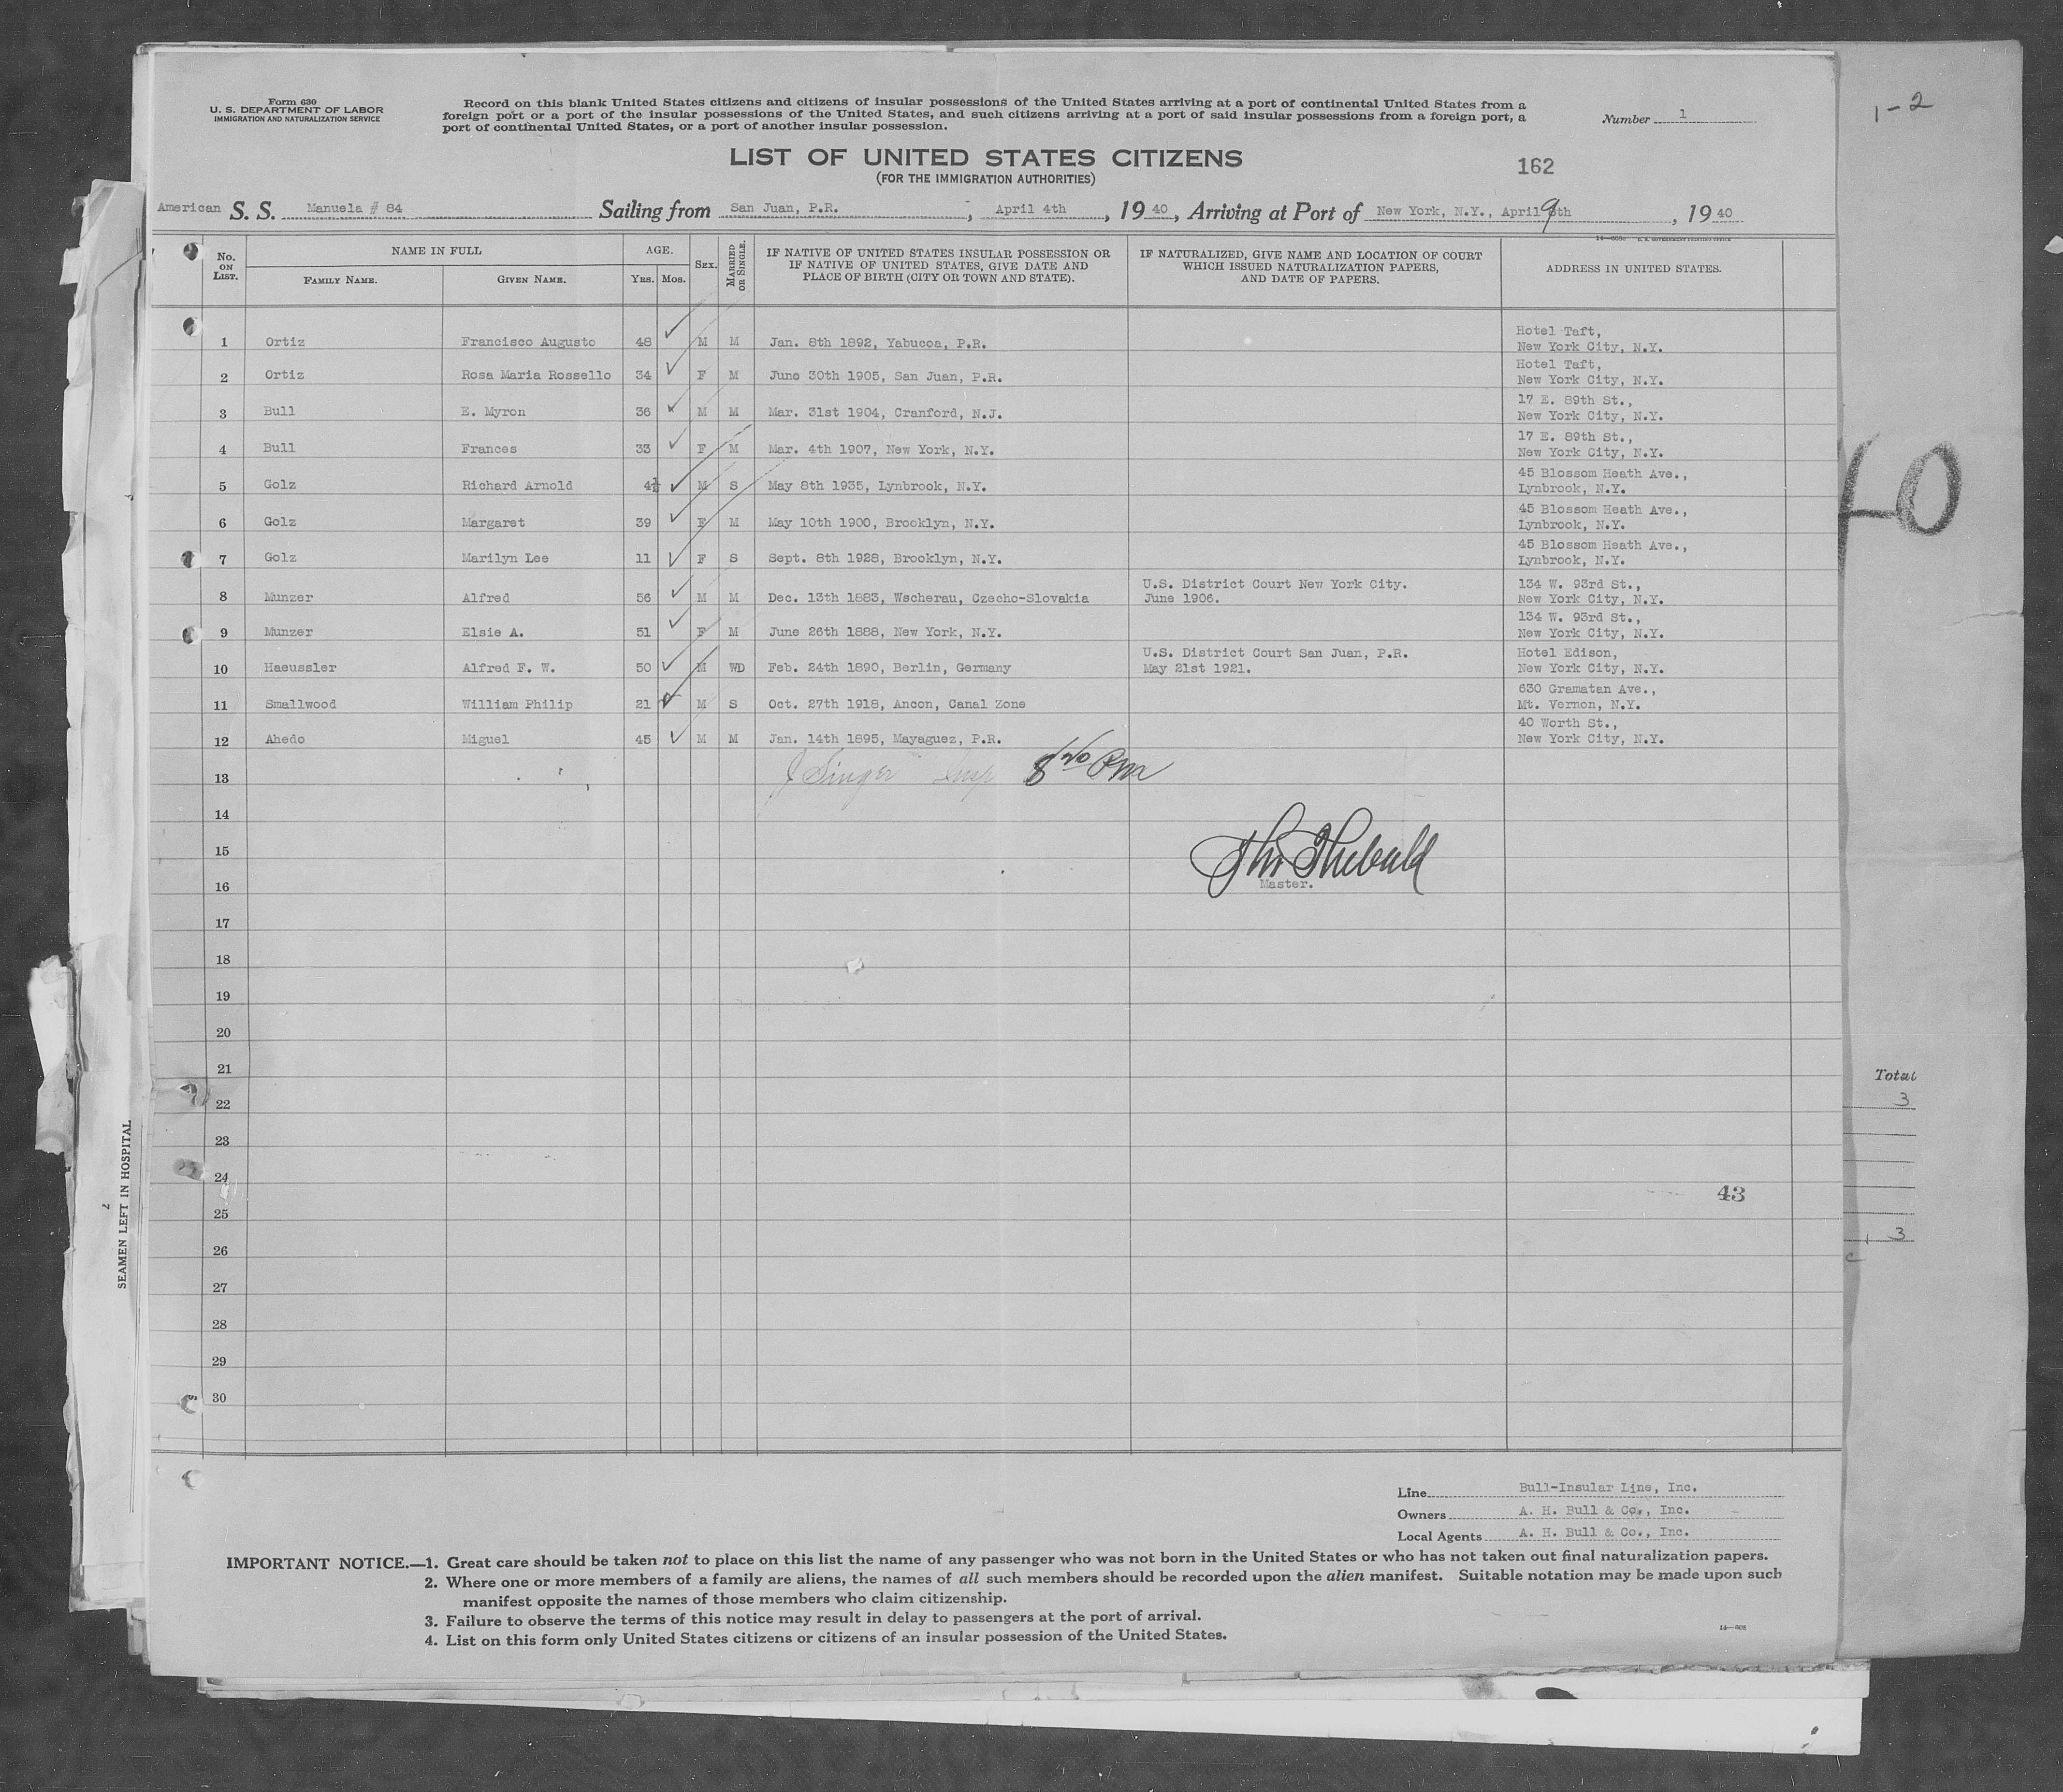 Form 630
U. S. DEPARTMENT OF LABOR
IMMIGRATION AND NATURALIZATION SERVICE
Record on this blank United States citizens and citizens of insular possessions of the United States arriving at a port of continental United States from a
foreign port or a port of the insular possessions of the United States, and such citizens arriving at a port of said insular possessions from a foreign port, a
port of continental United States, or a port of another insular possession.
Number 1
1-2
LIST OF UNITED STATES CITIZENS
(FOR THE IMMIGRATION AUTHORITIES)
162
American S. S. Manuela # 84 Sailing from San Juan, P.R. , April 4th , 19 40 , Arriving at Port of New York, N.Y., April 9th , 19 40
No. ON LIST. NAME IN FULL FAMILY NAME. GIVEN NAME. AGE. YRS. MOS. SEX. MARRIED OR SINGLE. IF NATIVE OF UNITED STATES INSULAR POSSESSION OR IF NATIVE OF UNITED STATES, GIVE DATE AND PLACE OF BIRTH (CITY OR TOWN AND STATE). IF NATURALIZED, GIVE NAME AND LOCATION OF COURT WHICH ISSUED NATURALIZATION PAPERS, AND DATE OF PAPERS. ADDRESS IN UNITED STATES.
1 Ortiz Francisco Augusto 48 M M Jan. 8th 1892, Yabucoa, P.R. Hotel Taft, New York City, N.Y.
2 Ortiz Rosa Maria Rossello 34 F M June 30th 1905, San Juan, P.R. Hotel Taft, New York City, N.Y.
3 Bull E. Myron 36 M M Mar. 31st 1904, Cranford, N.J. 17 E. 89th St., New York City, N.Y.
4 Bull Frances 33 F M Mar. 4th 1907, New York, N.Y. 17 E. 89th St., New York City, N.Y.
5 Golz Richard Arnold 4½ M S May 8th 1935, Lynbrook, N.Y. 45 Blossom Heath Ave., Lynbrook, N.Y.
6 Golz Margaret 39 F M May 10th 1900, Brooklyn, N.Y. 45 Blossom Heath Ave., Lynbrook, N.Y.
7 Golz Marilyn Lee 11 F S Sept. 8th 1928, Brooklyn, N.Y. 45 Blossom Heath Ave., Lynbrook, N.Y.
8 Munzer Alfred 56 M M Dec. 13th 1883, Wscherau, Czecho-Slovakia U.S. District Court New York City. June 1906. 134 W. 93rd St., New York City, N.Y.
9 Munzer Elsie A. 51 F M June 26th 1888, New York, N.Y. 134 W. 93rd St., New York City, N.Y.
10 Haeussler Alfred F. W. 50 M WD Feb. 24th 1890, Berlin, Germany U.S. District Court San Juan, P.R. May 21st 1921. Hotel Edison, New York City, N.Y.
11 Smallwood William Philip 21 M S Oct. 27th 1918, Ancon, Canal Zone 630 Gramatan Ave., Mt. Vernon, N.Y.
12 Ahedo Miguel 45 M M Jan. 14th 1895, Mayaguez, P.R. 40 Worth St., New York City, N.Y.
13 J Singer Insp PM
14
15
Master.
16
17
18
19
20
21
22
23
24
43
25
26
27
28
29
30
40
Total
3
3
2
SEAMEN LEFT IN HOSPITAL
Line Bull-Insular Line, Inc.
Owners A. H. Bull & Co., Inc.
Local Agents A. H. Bull & Co., Inc.
IMPORTANT NOTICE.—1. Great care should be taken not to place on this list the name of any passenger who was not born in the United States or who has not taken out final naturalization papers.
2. Where one or more members of a family are aliens, the names of all such members should be recorded upon the alien manifest. Suitable notation may be made upon such
manifest opposite the names of those members who claim citizenship.
3. Failure to observe the terms of this notice may result in delay to passengers at the port of arrival.
4. List on this form only United States citizens or citizens of an insular possession of the United States.